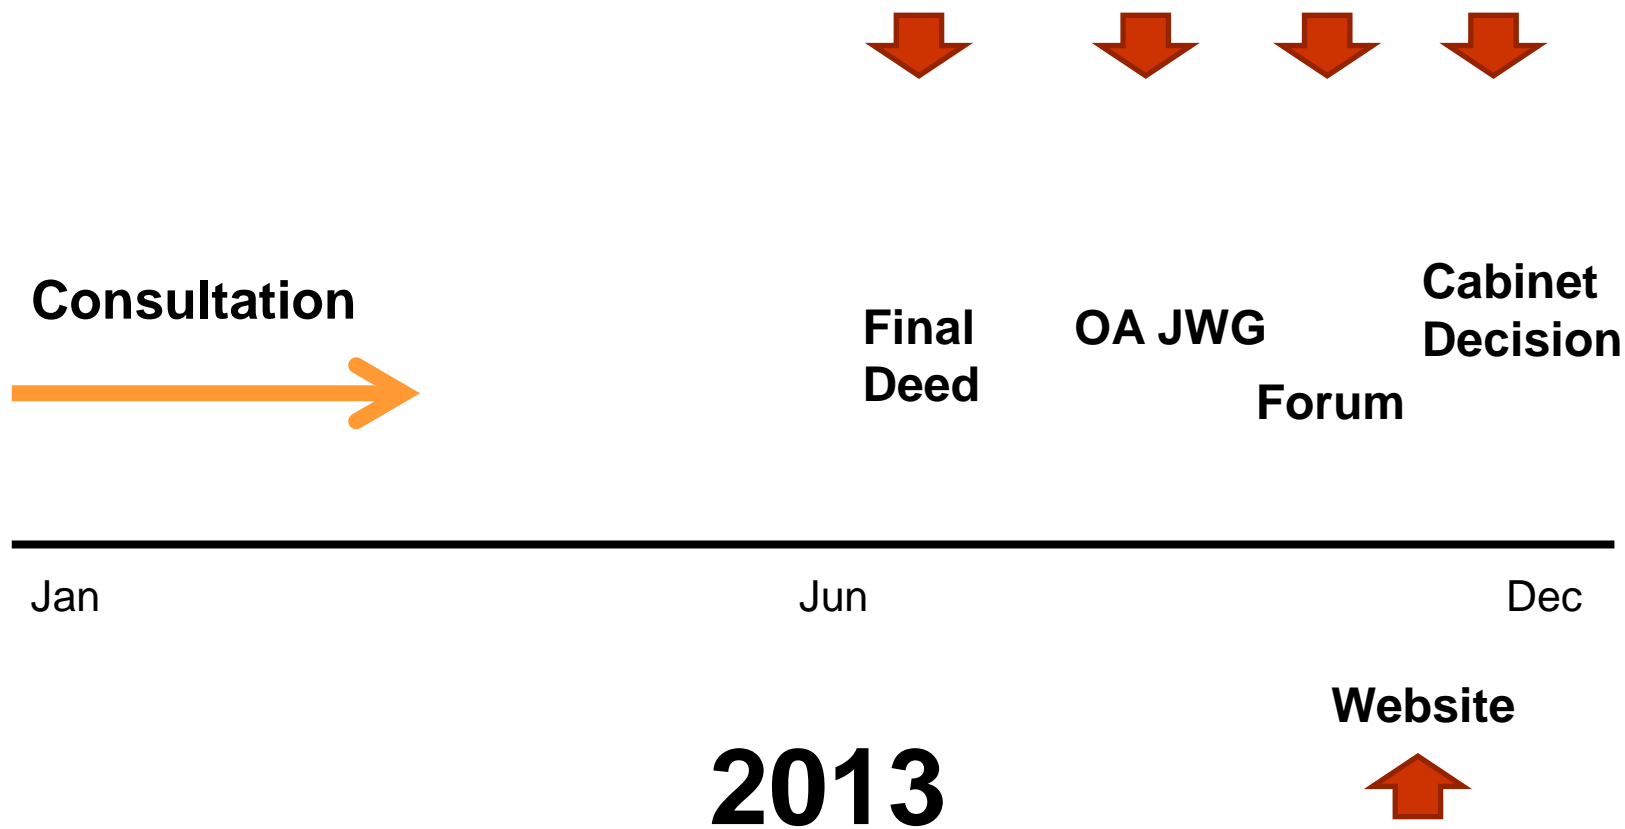 Consultation
Final
Deed
OA JWG
Forum
Cabinet
Decision
Jan
Jun
Dec
Website
2013